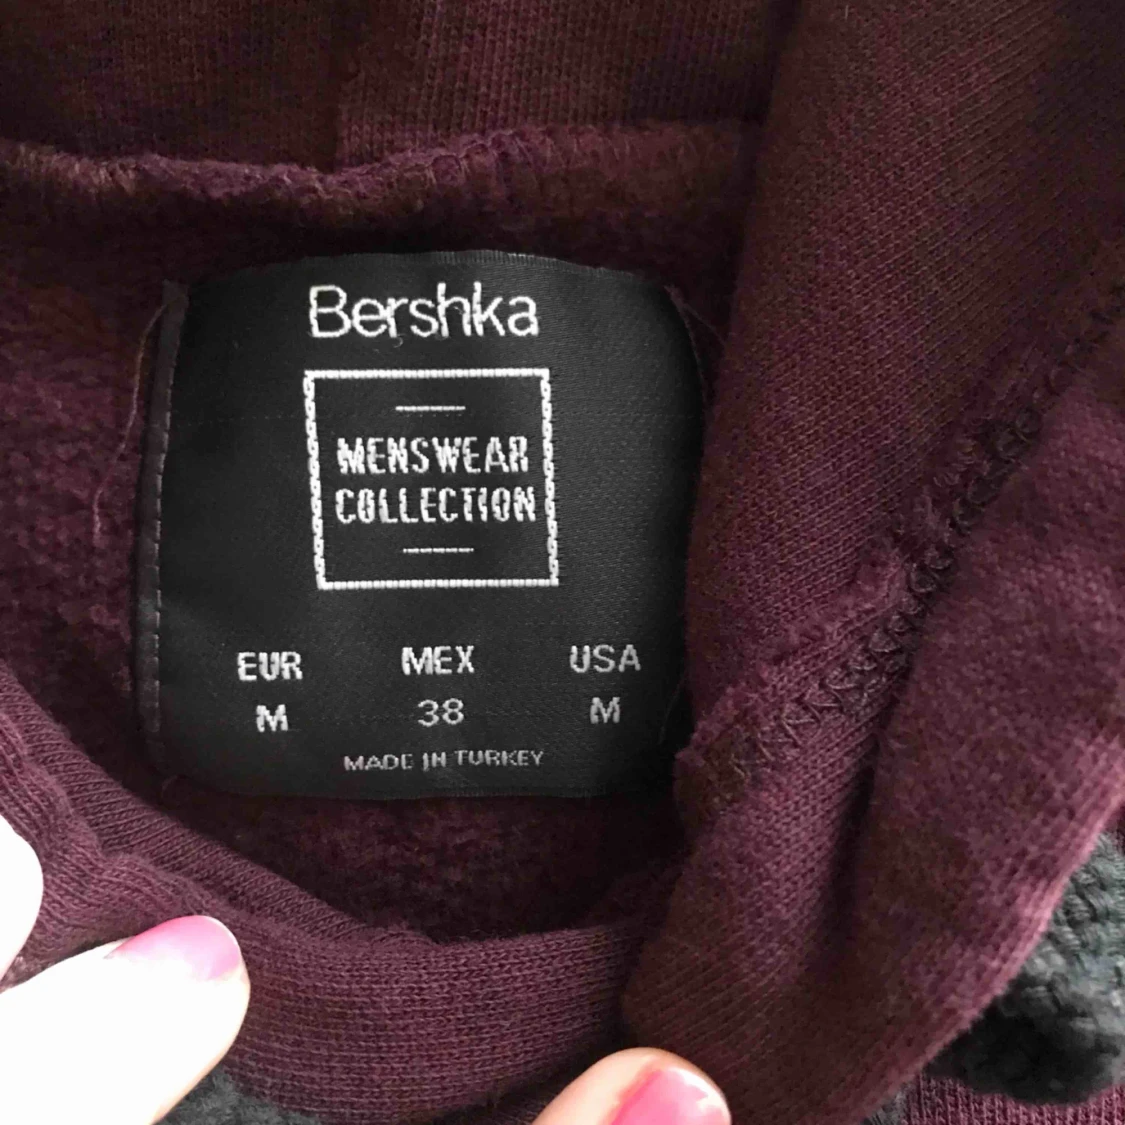 Bershka
MENSWEAR
COLLECTION
EUR MEX USA
M 38 M
MADE IN TURKEY